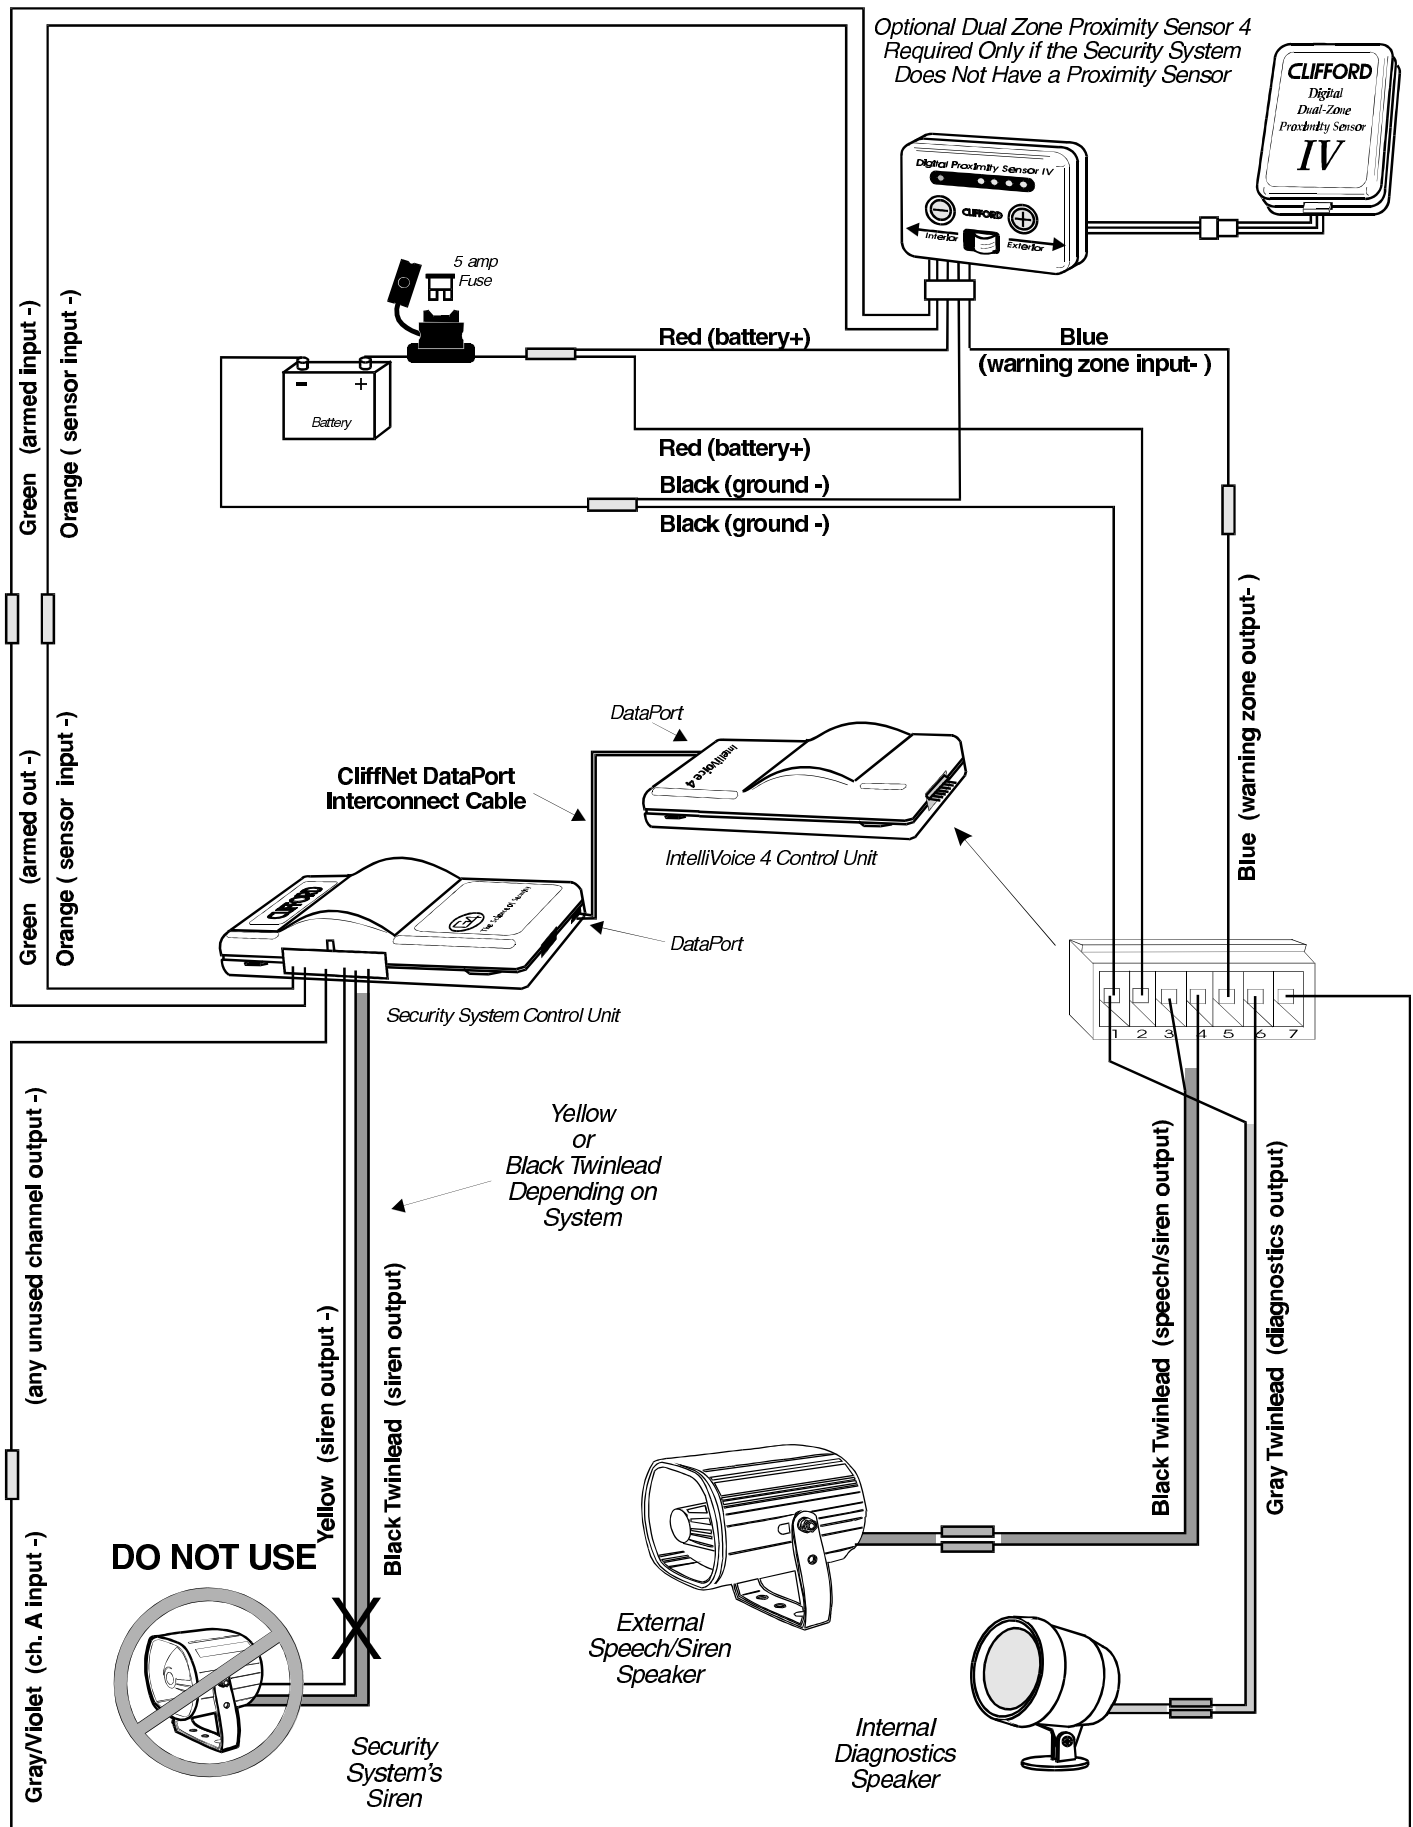 Optional Dual Zone Proximity Sensor 4
Required Only if the Security System
Does Not Have a Proximity Sensor
CLIFFORD
Digital
Dual-Zone
Proximity Sensor
IV
Digital Proximity Sensor IV
CLIFFORD
Interior
Exterior
5 amp
Fuse
Battery
- +
Red (battery+)
Blue
(warning zone input- )
Red (battery+)
Black (ground -)
Black (ground -)
Green (armed input -)
Orange ( sensor input -)
Green (armed out -)
Orange ( sensor input -)
Blue (warning zone output- )
DataPort
CliffNet DataPort
Interconnect Cable
IntelliVoice 4
IntelliVoice 4 Control Unit
CLIFFORD
The Science of Security
DataPort
Security System Control Unit
1 2 3 4 5 6 7
(any unused channel output -)
Gray/Violet (ch. A input -)
Yellow
or
Black Twinlead
Depending on
System
Yellow (siren output -)
Black Twinlead (siren output)
Black Twinlead (speech/siren output)
Gray Twinlead (diagnostics output)
DO NOT USE
X
Security
System's
Siren
External
Speech/Siren
Speaker
Internal
Diagnostics
Speaker